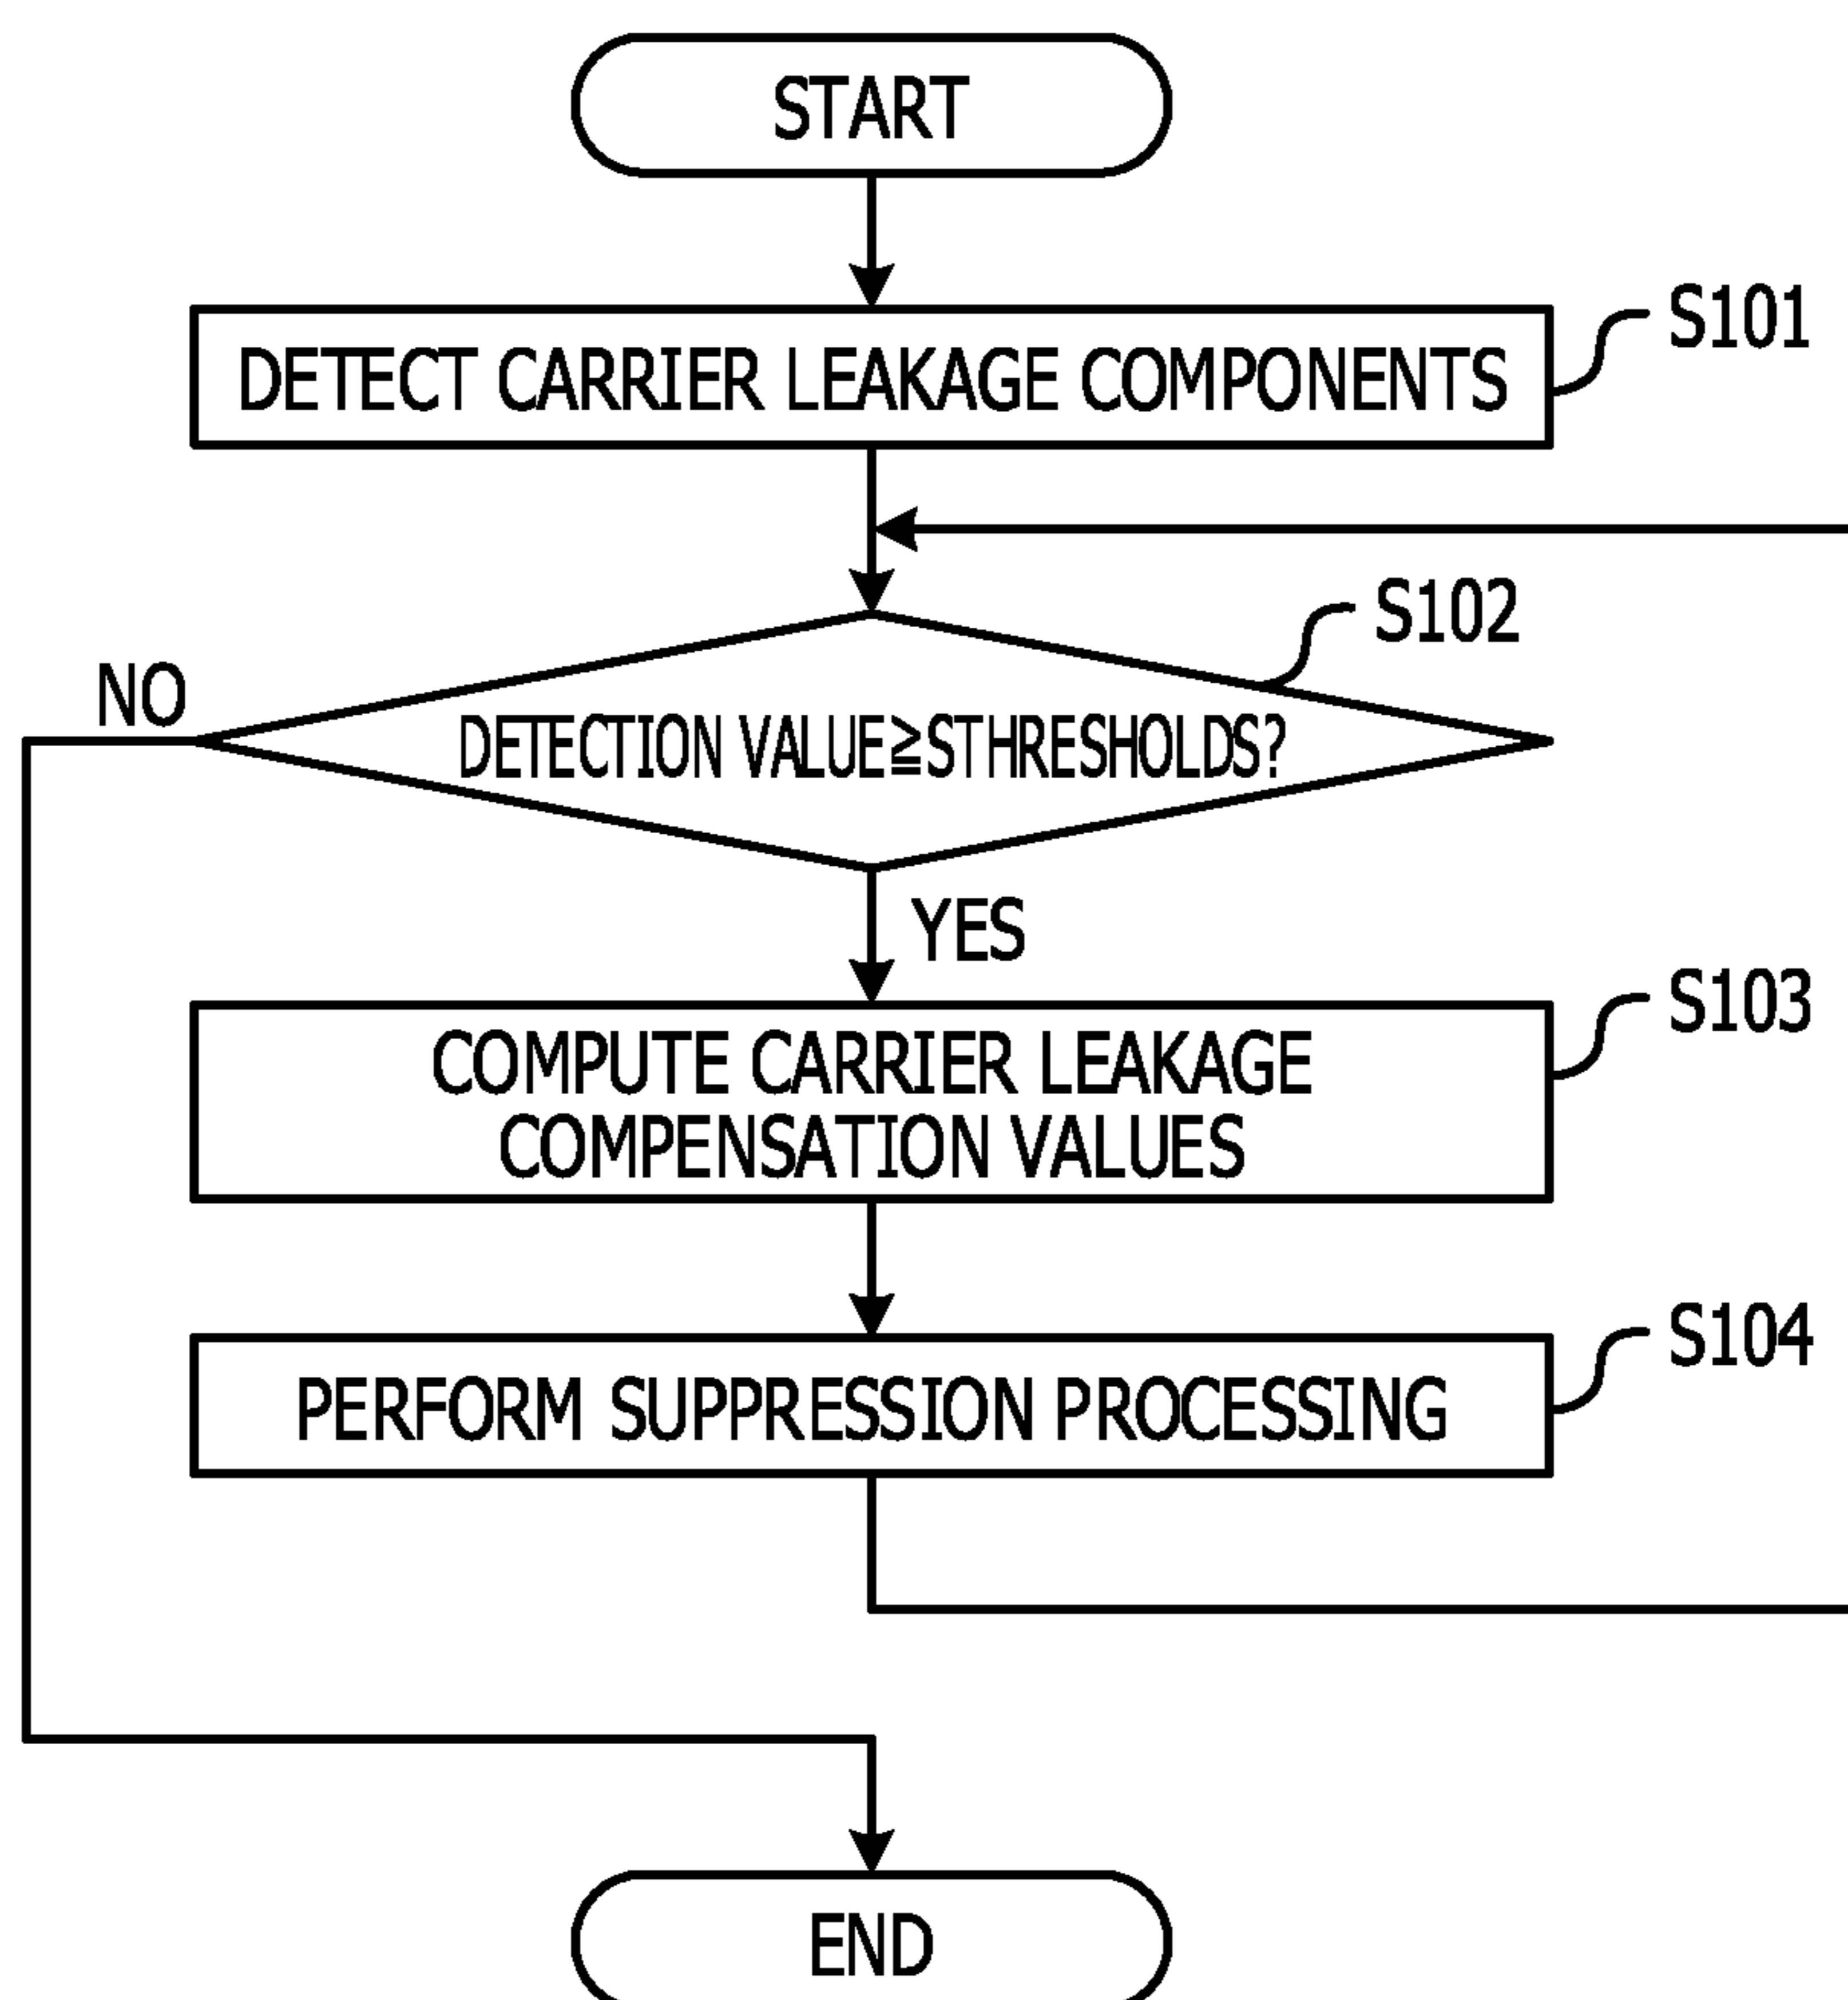 START
DETECT CARRIER LEAKAGE COMPONENTS
S101
S102
NO
DETECTION VALUE≧STHRESHOLDS?
YES
S103
COMPUTE CARRIER LEAKAGE
COMPENSATION VALUES
S104
PERFORM SUPPRESSION PROCESSING
END